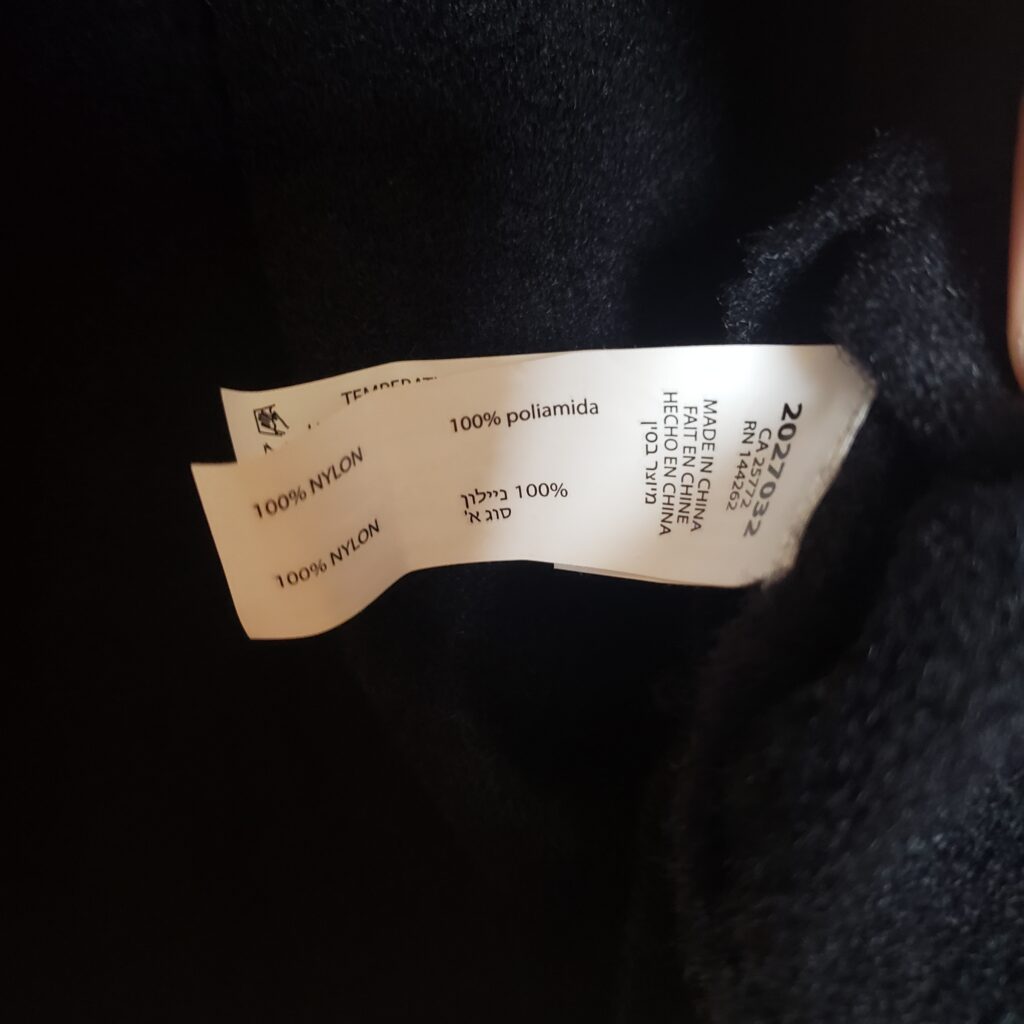 2027032
CA 25772
RN 144262
MADE IN CHINA
FAIT EN CHINE
HECHO EN CHINA
מיוצר בסין
100% poliamida
100% ניילון
סוג א'
100% NYLON
100% NYLON